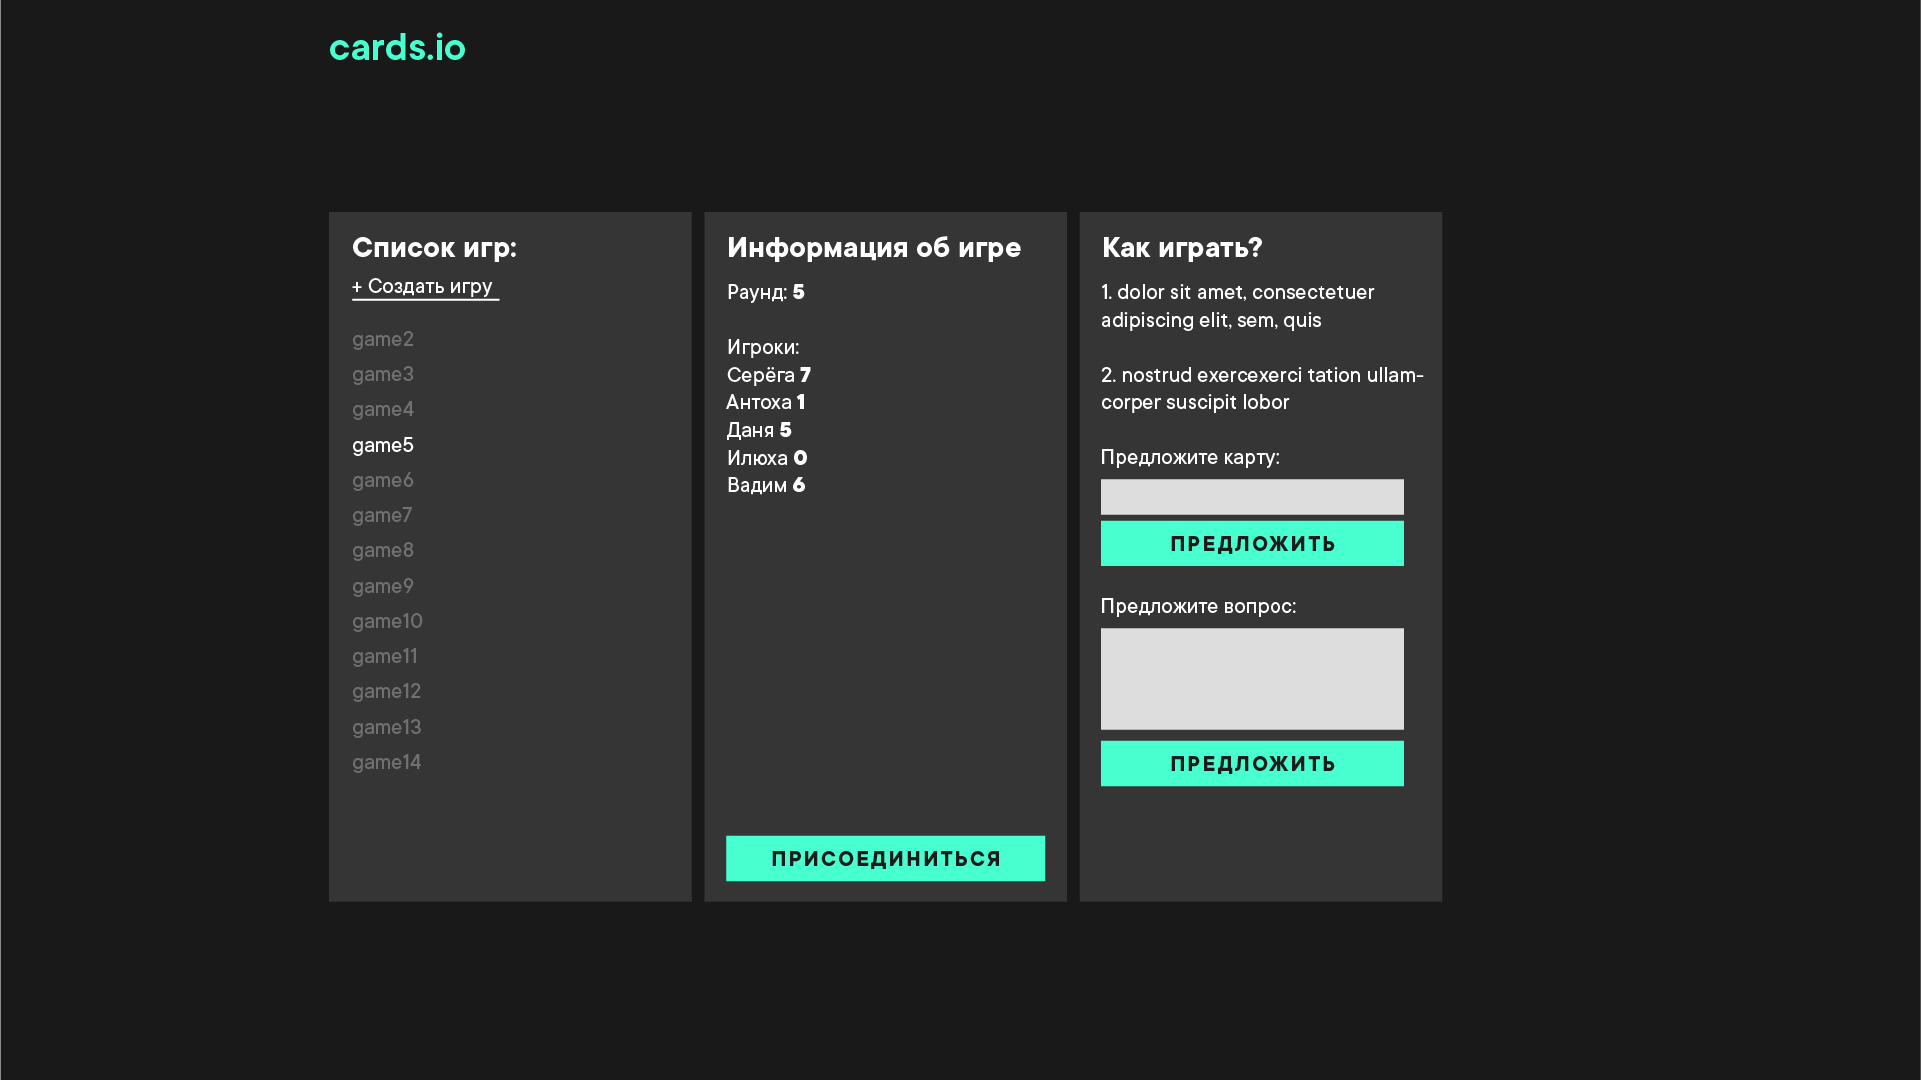 cards.io
Список игр:
+ Создать игру
game2
game3
game4
game5
game6
game7
game8
game9
game10
game11
game12
game13
game14
Информация об игре
Раунд: 5
Игроки:
Серёга 7
Антоха 1
Даня 5
Илюха 0
Вадим 6
ПРИСОЕДИНИТЬСЯ
Как играть?
1. dolor sit amet, consectetuer
adipiscing elit, sem, quis
2. nostrud exercexerci tation ullam-
corper suscipit lobor
Предложите карту:
ПРЕДЛОЖИТЬ
Предложите вопрос:
ПРЕДЛОЖИТЬ